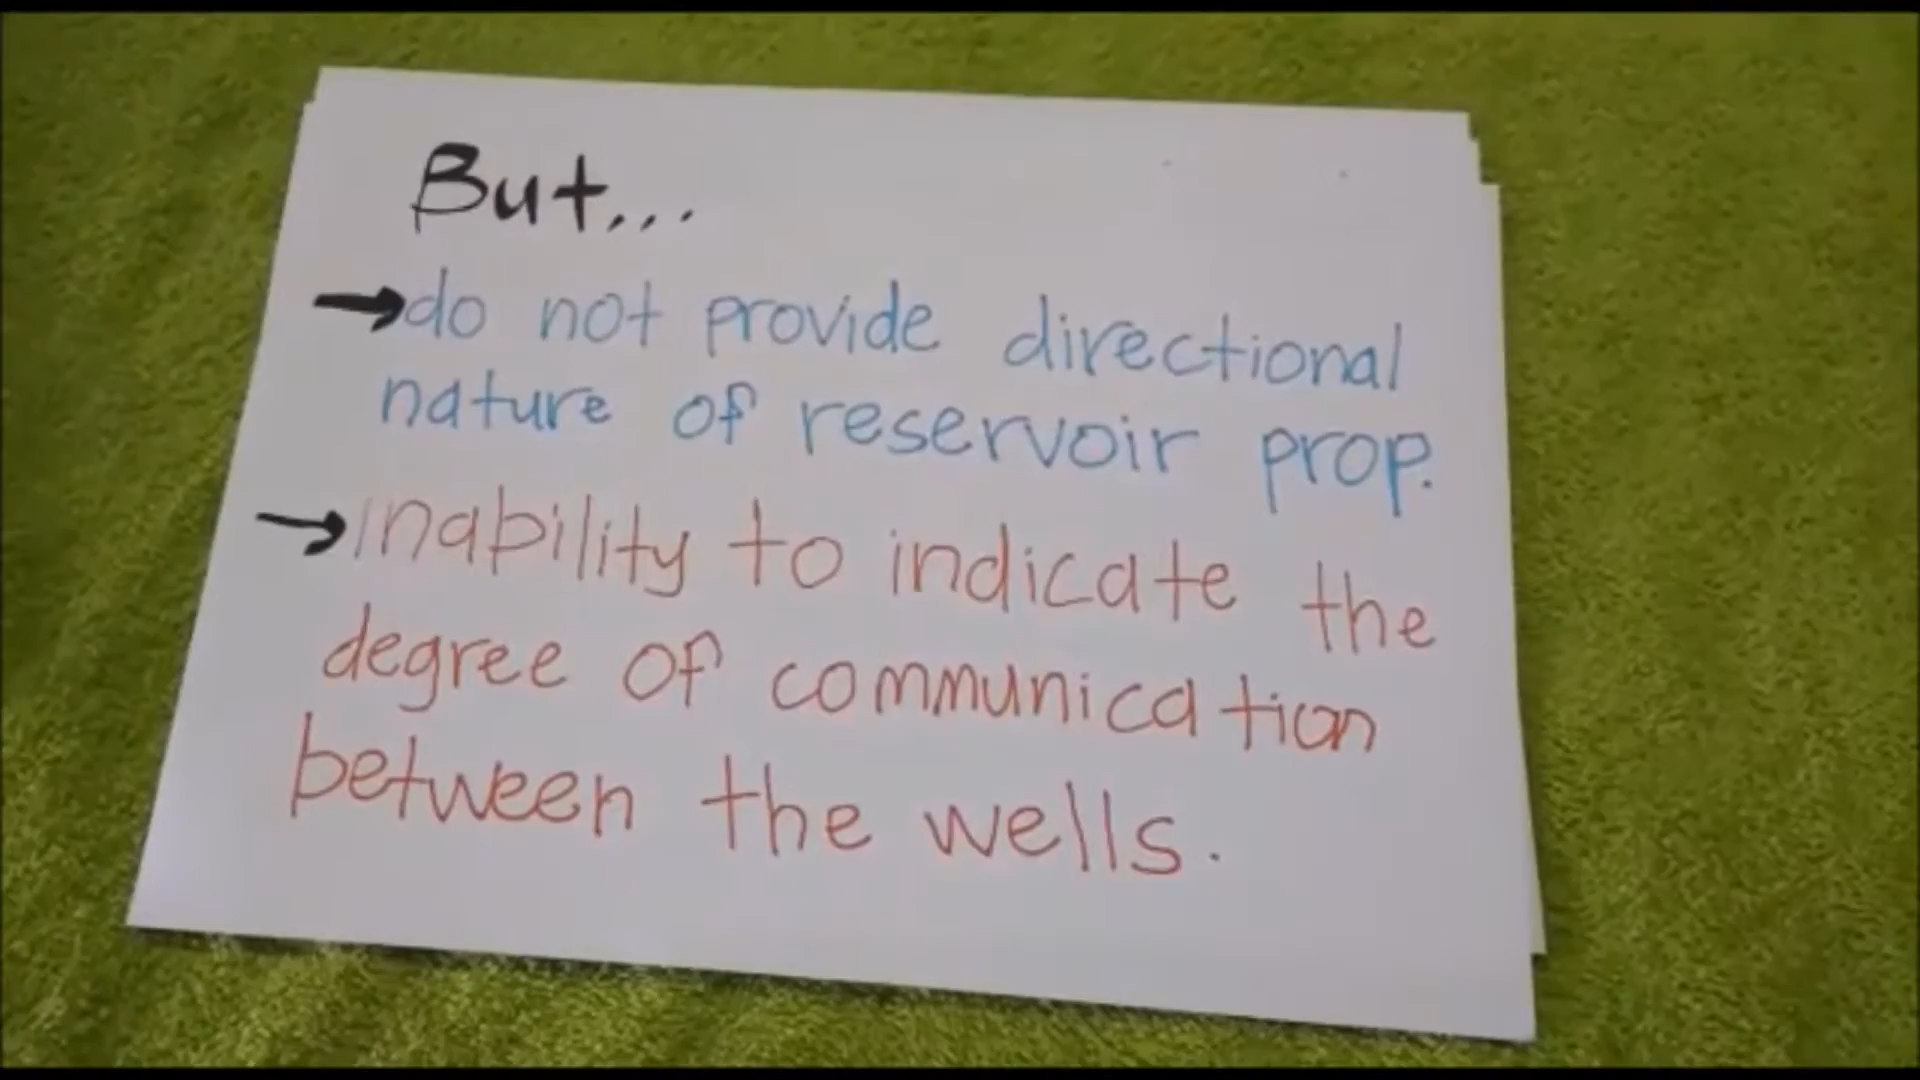 But...
→do not provide directional
nature of reservoir prop.
→inability to indicate the
degree of communication
between the wells.